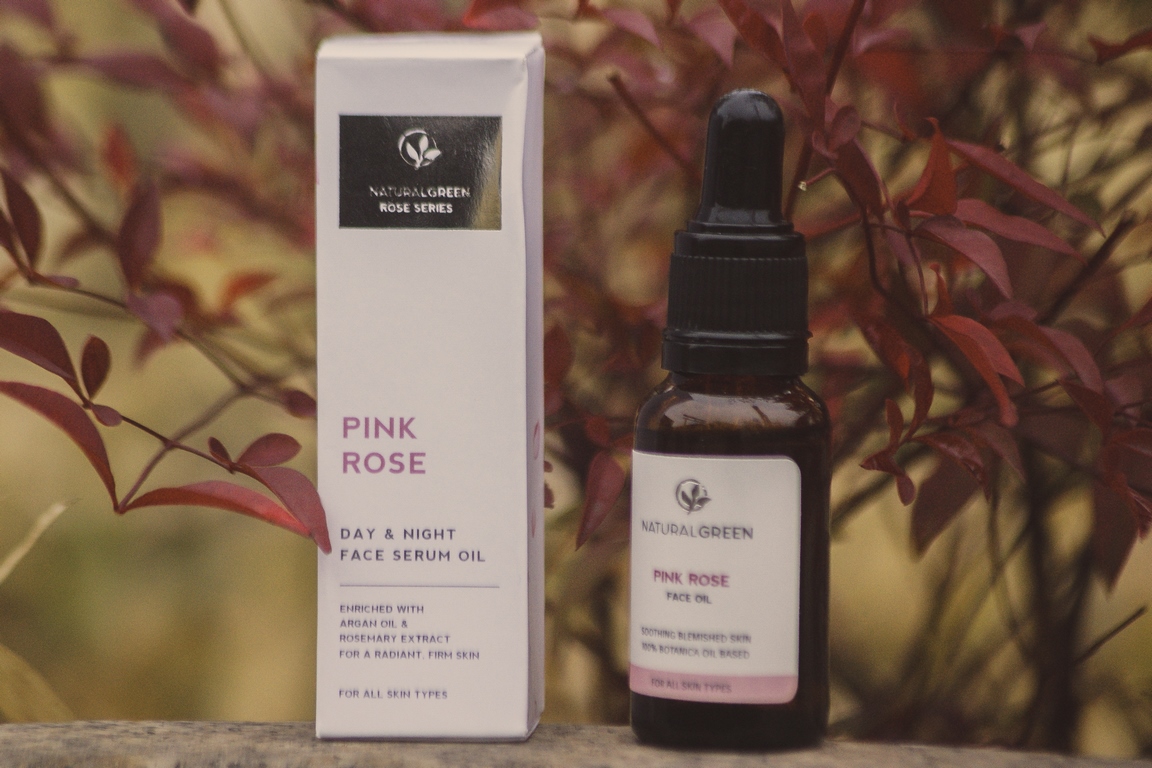 NATURALGREEN
ROSE SERIES
PINK
ROSE
DAY & NIGHT
FACE SERUM OIL
ENRICHED WITH
ARGAN OIL &
ROSEMARY EXTRACT
FOR A RADIANT, FIRM SKIN
FOR ALL SKIN TYPES
NATURALGREEN
PINK ROSE
FACE OIL
SOOTHING BLEMISHED SKIN
100% BOTANICA OIL BASED
FOR ALL SKIN TYPES